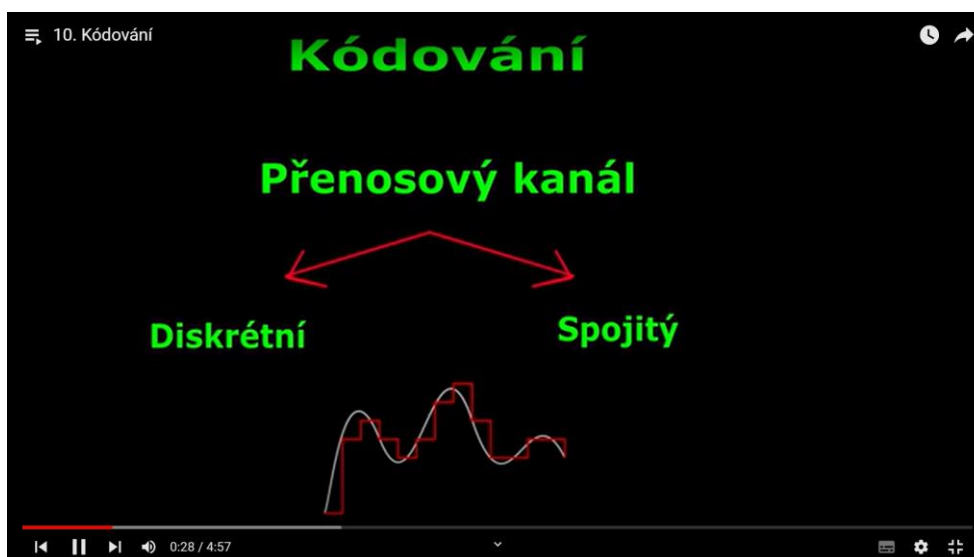 10. Kódování
Kódování
Přenosový kanál
Diskrétní
Spojitý
0:28 / 4:57